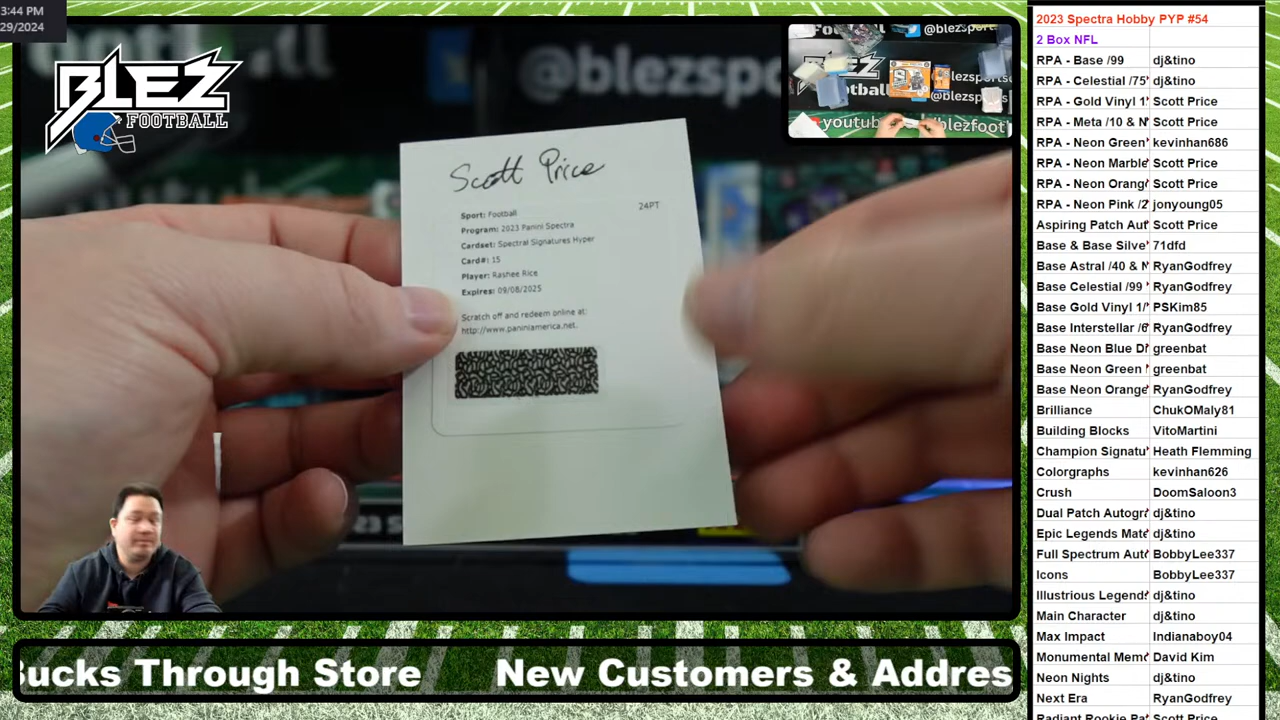 3:44 PM
29/2024
BLEZ
FOOTBALL
@blezspo
@blezsports
Scott Price
24PT
Sport: Football
Program: 2023 Panini Spectra
Cardset: Spectral Signatures Hyper
Card#: 15
Player: Rashee Rice
Expires: 09/08/2025
Scratch off and redeem online at:
http://www.paniniamerica.net.
ucks Through Store New Customers & Addres
2023 Spectra Hobby PYP #54
2 Box NFL
RPA - Base /99 dj&tino
RPA - Celestial /75 dj&tino
RPA - Gold Vinyl 1/ Scott Price
RPA - Meta /10 & N Scott Price
RPA - Neon Green kevinhan686
RPA - Neon Marble Scott Price
RPA - Neon Orang Scott Price
RPA - Neon Pink /2 jonyoung05
Aspiring Patch Aut Scott Price
Base & Base Silve 71dfd
Base Astral /40 & N RyanGodfrey
Base Celestial /99 RyanGodfrey
Base Gold Vinyl 1/ PSKim85
Base Interstellar /6 RyanGodfrey
Base Neon Blue Di greenbat
Base Neon Green greenbat
Base Neon Orange RyanGodfrey
Brilliance ChukOMaly81
Building Blocks VitoMartini
Champion Signatu Heath Flemming
Colorgraphs kevinhan626
Crush DoomSaloon3
Dual Patch Autogr dj&tino
Epic Legends Mate dj&tino
Full Spectrum Aut BobbyLee337
Icons BobbyLee337
Illustrious Legend dj&tino
Main Character dj&tino
Max Impact Indianaboy04
Monumental Mem David Kim
Neon Nights dj&tino
Next Era RyanGodfrey
Radiant Rookie Pa Scott Price